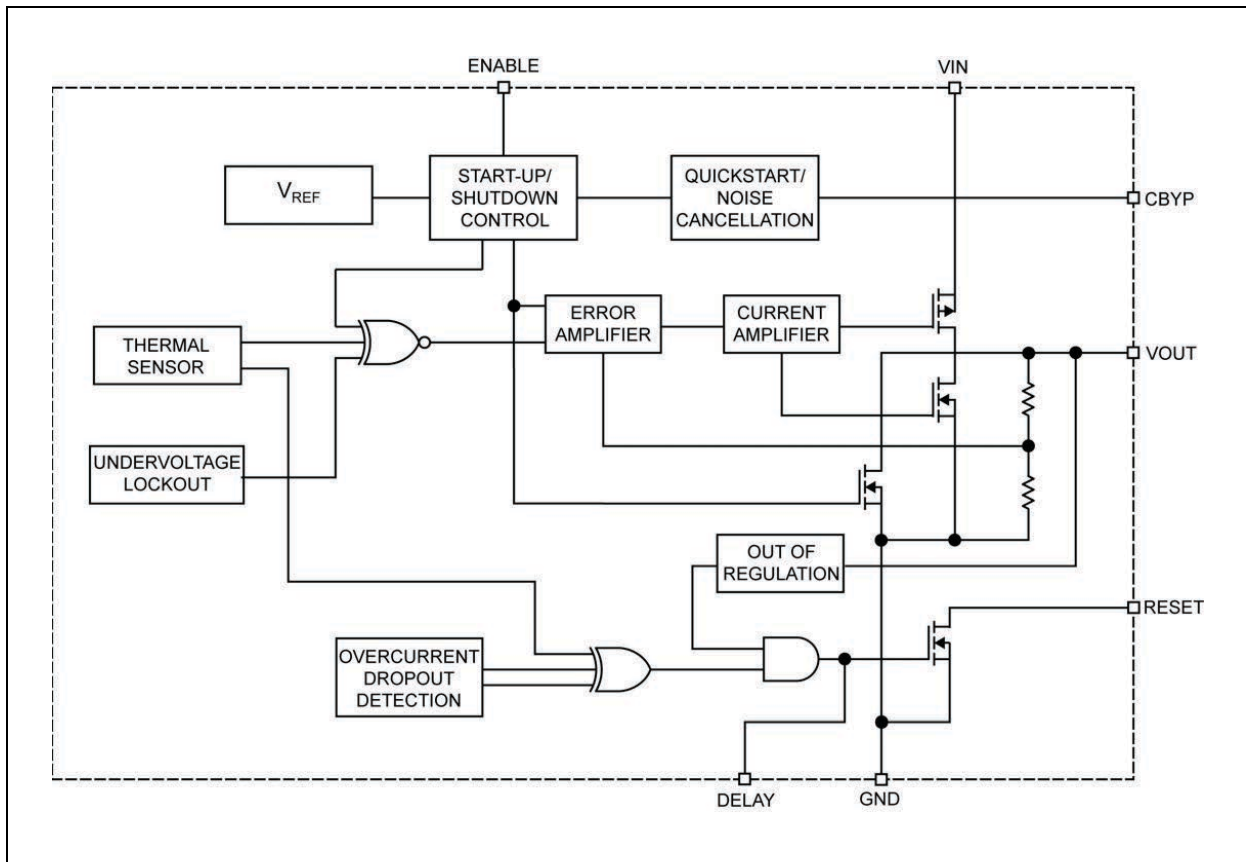 ENABLE
VIN
V_REF
START-UP/
SHUTDOWN
CONTROL
QUICKSTART/
NOISE
CANCELLATION
CBYP
THERMAL
SENSOR
ERROR
AMPLIFIER
CURRENT
AMPLIFIER
VOUT
UNDERVOLTAGE
LOCKOUT
OUT OF
REGULATION
RESET
OVERCURRENT
DROPOUT
DETECTION
DELAY
GND